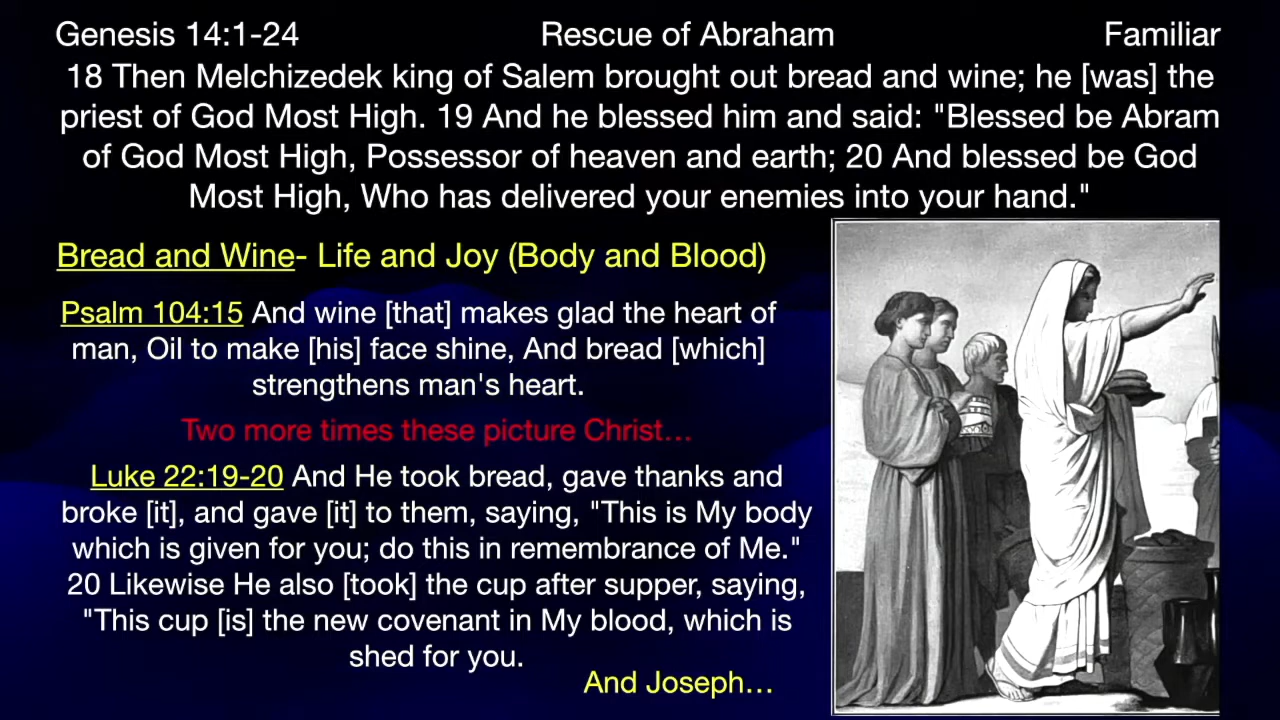 Genesis 14:1-24 Rescue of Abraham Familiar
18 Then Melchizedek king of Salem brought out bread and wine; he [was] the
priest of God Most High. 19 And he blessed him and said: "Blessed be Abram
of God Most High, Possessor of heaven and earth; 20 And blessed be God
Most High, Who has delivered your enemies into your hand."
Bread and Wine- Life and Joy (Body and Blood)
Psalm 104:15 And wine [that] makes glad the heart of
man, Oil to make [his] face shine, And bread [which]
strengthens man's heart.
Two more times these picture Christ...
Luke 22:19-20 And He took bread, gave thanks and
broke [it], and gave [it] to them, saying, "This is My body
which is given for you; do this in remembrance of Me."
20 Likewise He also [took] the cup after supper, saying,
"This cup [is] the new covenant in My blood, which is
shed for you.
And Joseph...